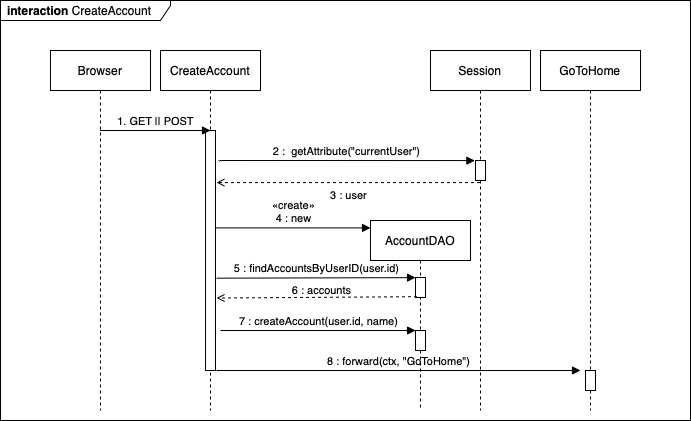 interaction CreateAccount
Browser
CreateAccount
Session
GoToHome
1. GET || POST
2 : getAttribute("currentUser")
3 : user
«create»
4 : new
AccountDAO
5 : findAccountsByUserID(user.id)
6 : accounts
7 : createAccount(user.id, name)
8 : forward(ctx, "GoToHome")